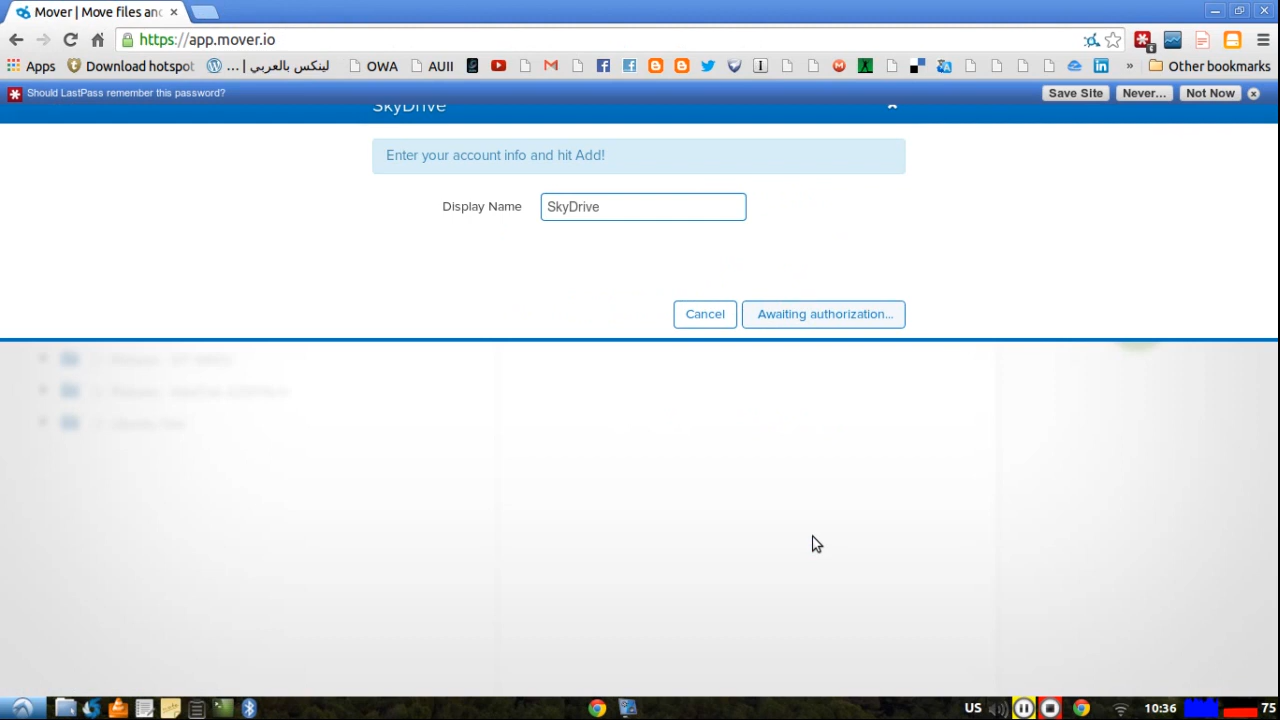 Mover | Move files and
https://app.mover.io
6
Apps
Download hotspot
لينكس بالعربي | ...
OWA
AUII
»
Other bookmarks
Should LastPass remember this password?
Save Site
Never...
Not Now
SkyDrive
Enter your account info and hit Add!
Display Name
SkyDrive
Cancel
Awaiting authorization...
US
10:36
75